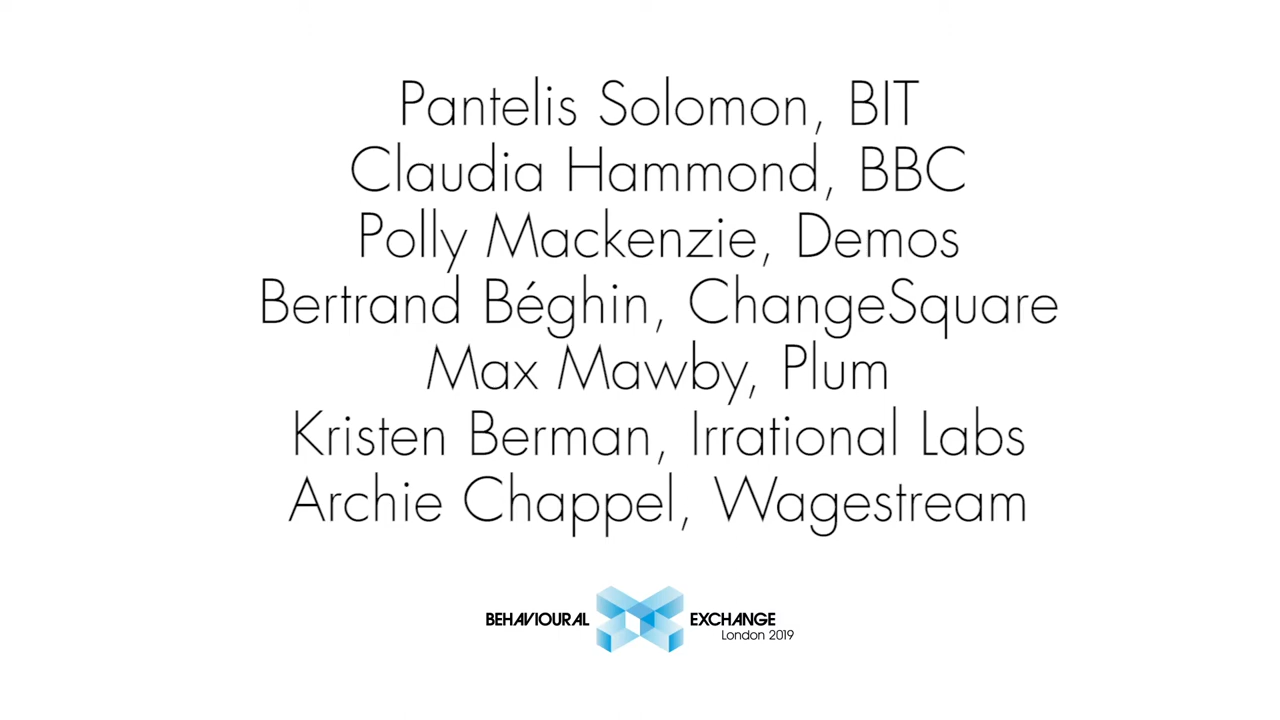 Pantelis Solomon, BIT
Claudia Hammond, BBC
Polly Mackenzie, Demos
Bertrand Béghin, ChangeSquare
Max Mawby, Plum
Kristen Berman, Irrational Labs
Archie Chappel, Wagestream
BEHAVIOURAL EXCHANGE
London 2019